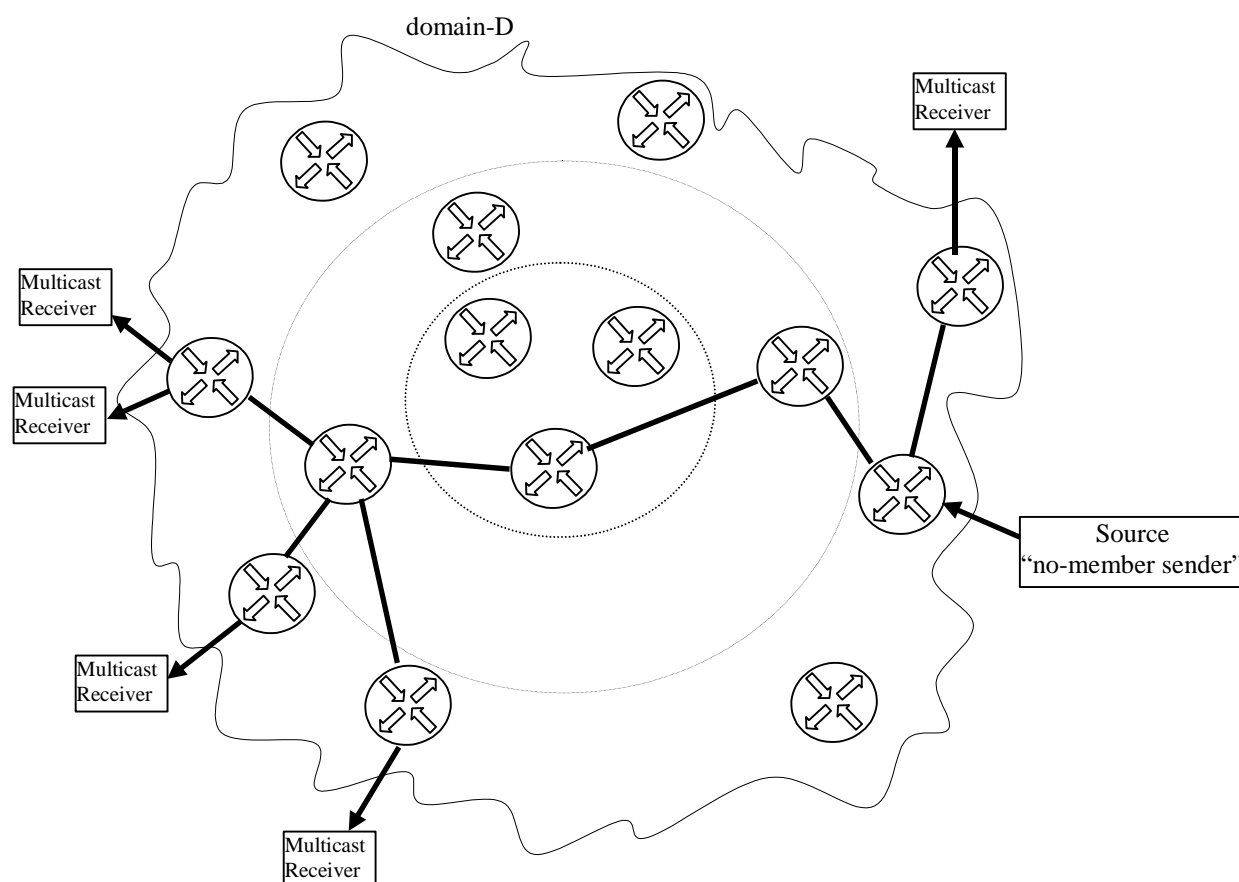 domain-D
Multicast
Receiver
Multicast
Receiver
Multicast
Receiver
Source
“no-member sender”
Multicast
Receiver
Multicast
Receiver